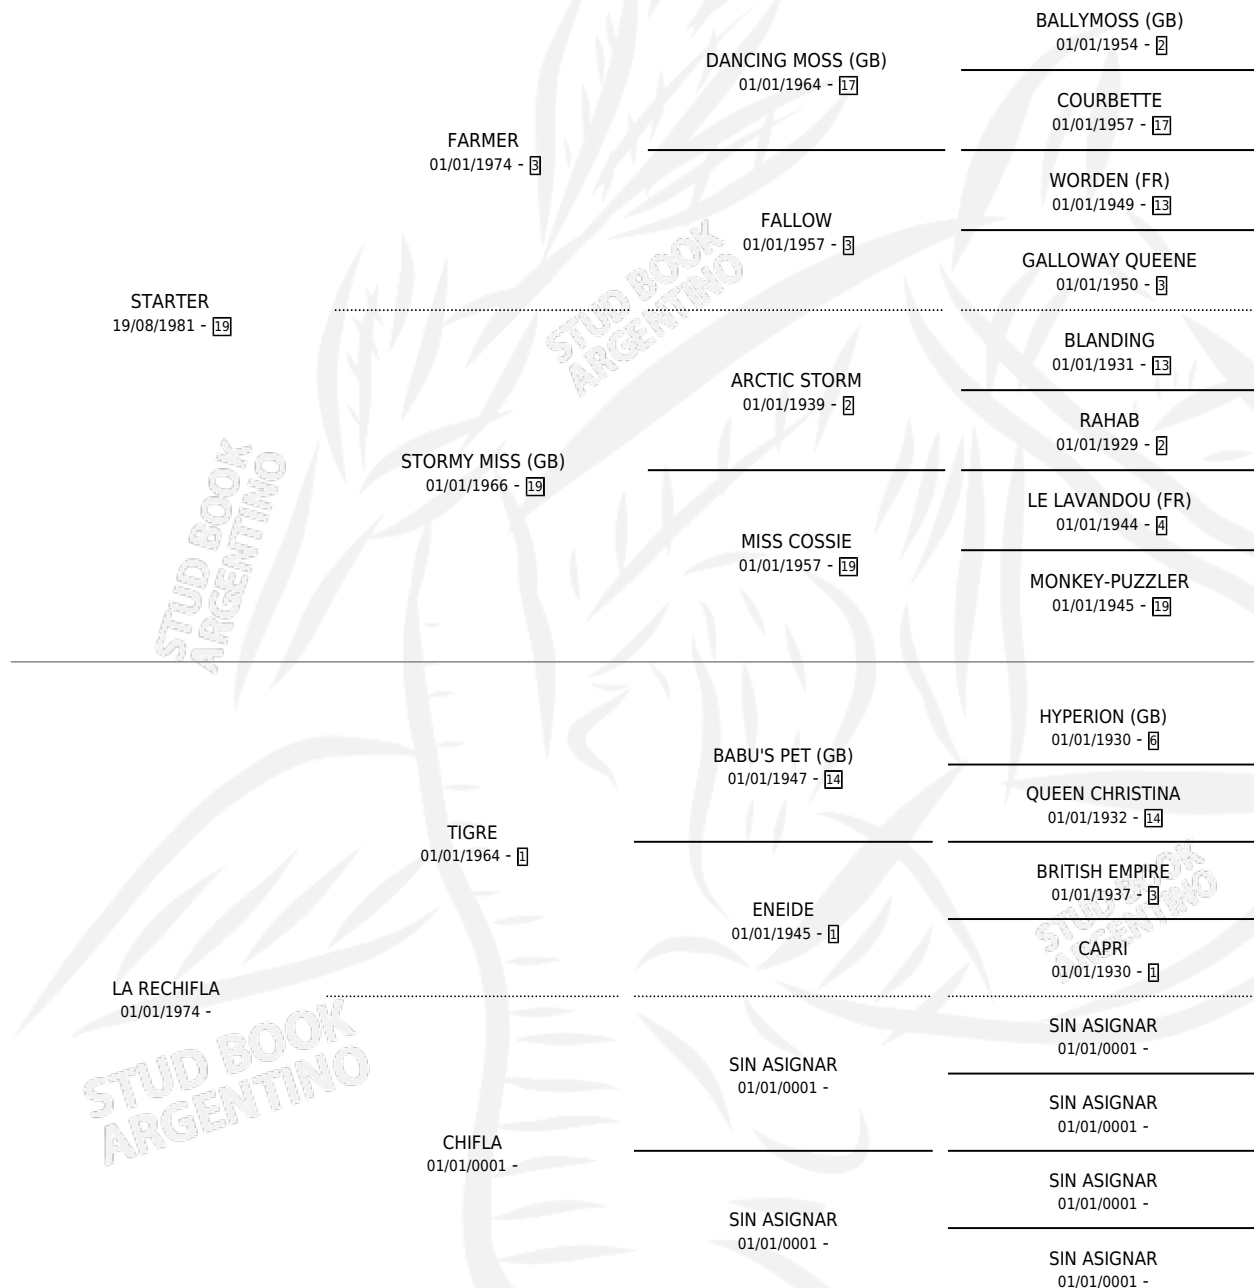 BALLYMOSS (GB)
01/01/1954 - 2
DANCING MOSS (GB)
01/01/1964 - 17
COURBETTE
01/01/1957 - 17
FARMER
01/01/1974 - 3
WORDEN (FR)
01/01/1949 - 13
FALLOW
01/01/1957 - 3
GALLOWAY QUEENE
01/01/1950 - 3
STARTER
19/08/1981 - 19
BLANDING
01/01/1931 - 13
ARCTIC STORM
01/01/1939 - 2
RAHAB
01/01/1929 - 2
STORMY MISS (GB)
01/01/1966 - 19
LE LAVANDOU (FR)
01/01/1944 - 4
MISS COSSIE
01/01/1957 - 19
MONKEY-PUZZLER
01/01/1945 - 19
HYPERION (GB)
01/01/1930 - 6
BABU'S PET (GB)
01/01/1947 - 14
QUEEN CHRISTINA
01/01/1932 - 14
TIGRE
01/01/1964 - 1
BRITISH EMPIRE
01/01/1937 - 3
ENEIDE
01/01/1945 - 1
CAPRI
01/01/1930 - 1
LA RECHIFLA
01/01/1974 -
SIN ASIGNAR
01/01/0001 -
SIN ASIGNAR
01/01/0001 -
SIN ASIGNAR
01/01/0001 -
CHIFLA
01/01/0001 -
SIN ASIGNAR
01/01/0001 -
SIN ASIGNAR
01/01/0001 -
SIN ASIGNAR
01/01/0001 -
STUD BOOK
ARGENTINO
STUD BOOK
ARGENTINO
STUD BOOK
ARGENTINO
STUD BOOK
ARGENTINO